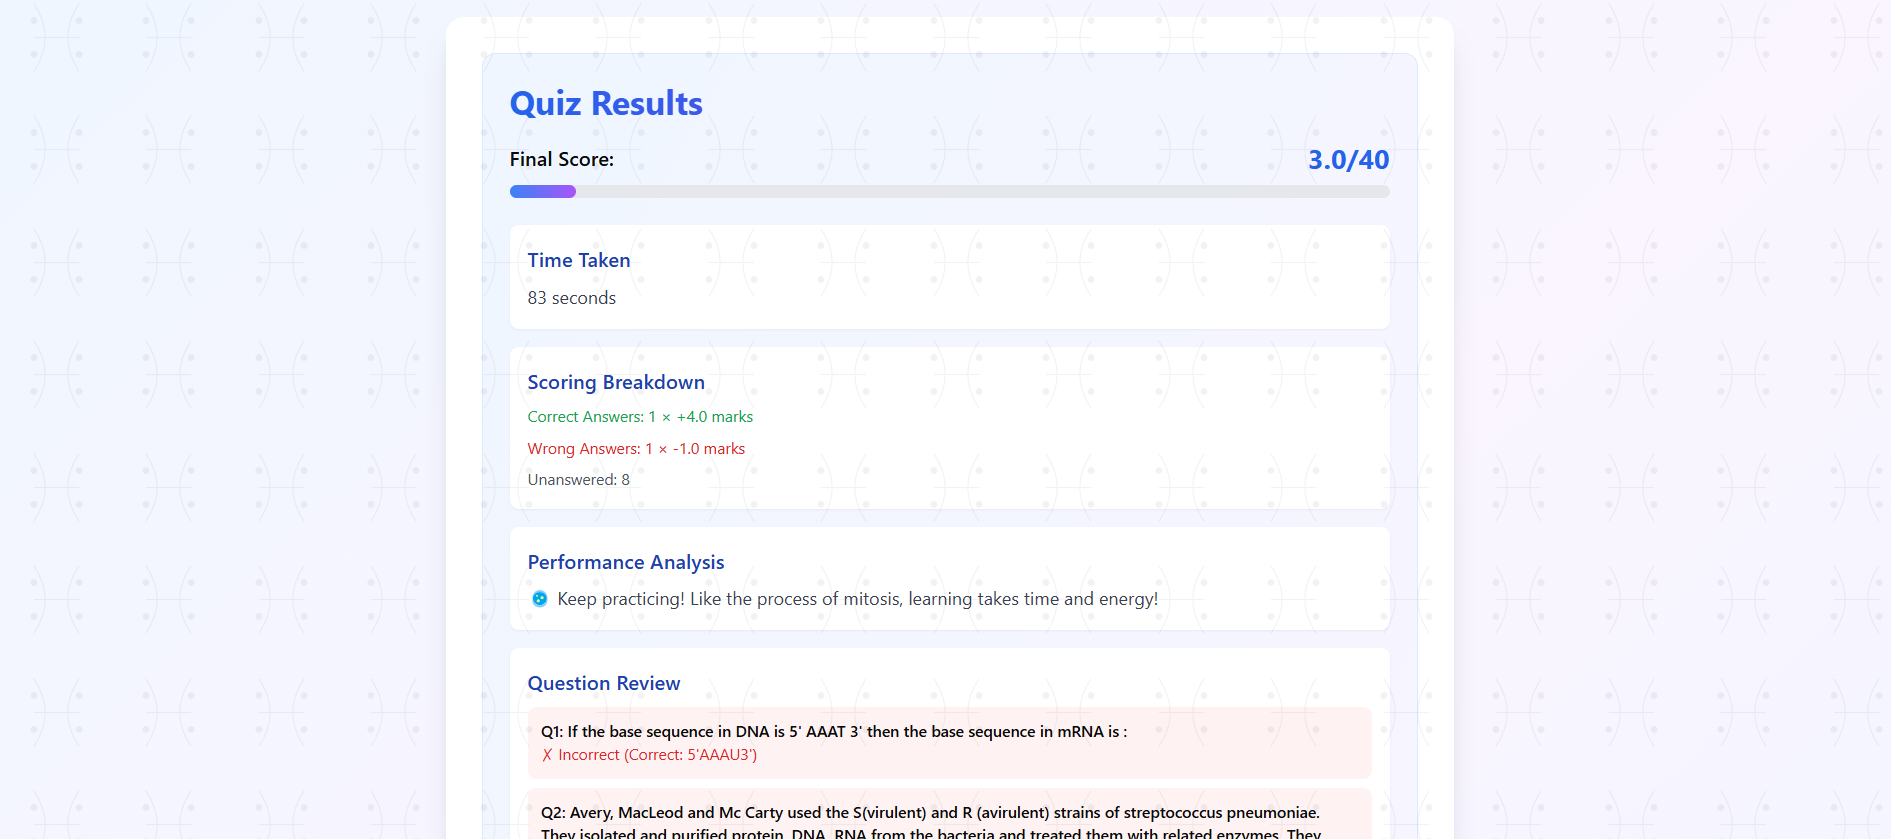 Quiz Results
Final Score:
3.0/40
Time Taken
83 seconds
Scoring Breakdown
Correct Answers: 1 × +4.0 marks
Wrong Answers: 1 × -1.0 marks
Unanswered: 8
Performance Analysis
Keep practicing! Like the process of mitosis, learning takes time and energy!
Question Review
Q1: If the base sequence in DNA is 5' AAAT 3' then the base sequence in mRNA is :
✗ Incorrect (Correct: 5'AAAU3')
Q2: Avery, MacLeod and Mc Carty used the S(virulent) and R (avirulent) strains of streptococcus pneumoniae.
They isolated and purified protein, DNA, RNA from the bacteria and treated them with related enzymes. They